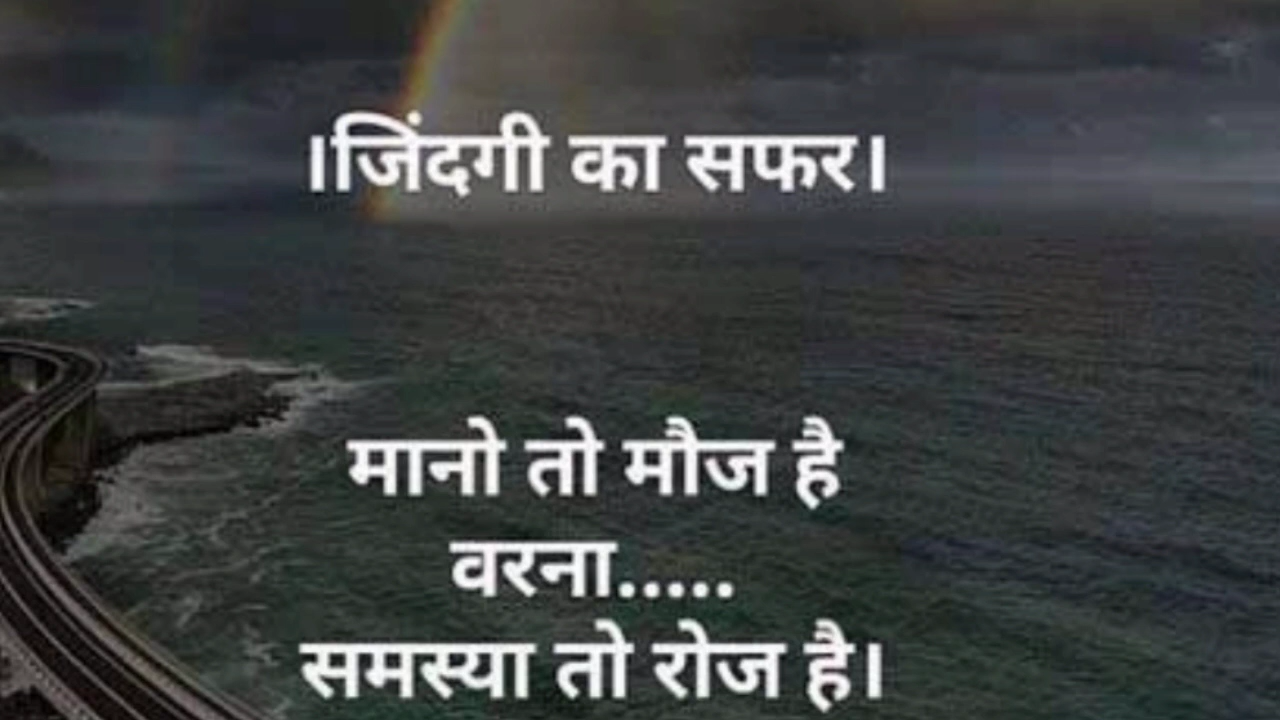 ।जिंदगी का सफर।
मानो तो मौज है
वरना.....
समस्या तो रोज है।